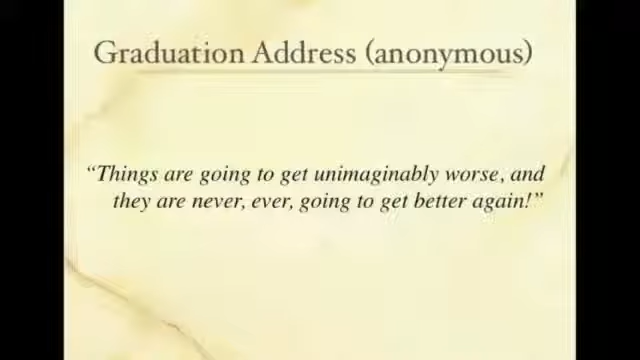 Graduation Address (anonymous)
“Things are going to get unimaginably worse, and
they are never, ever, going to get better again!”